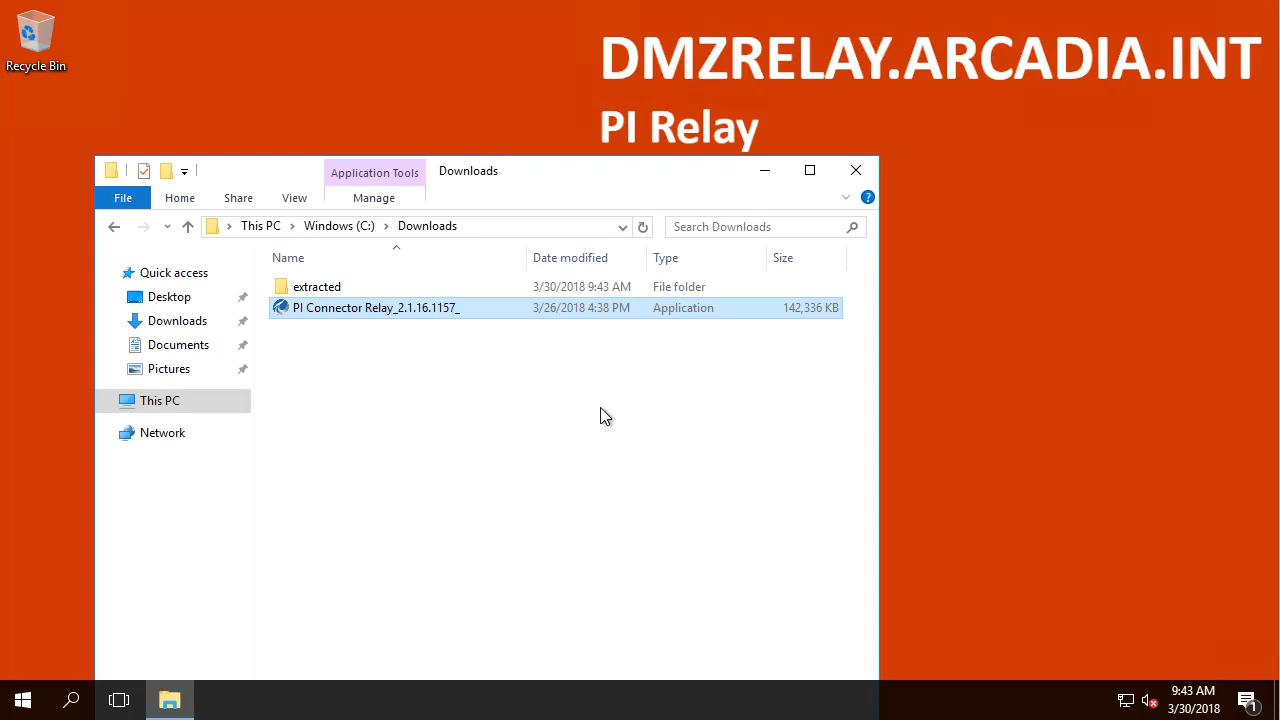 Recycle Bin
DMZRELAY.ARCADIA.INT
PI Relay
Application Tools
Downloads
File
Home
Share
View
Manage
This PC
Windows (C:)
Downloads
Search Downloads
Name
Date modified
Type
Size
Quick access
Desktop
Downloads
Documents
Pictures
This PC
Network
extracted
3/30/2018 9:43 AM
File folder
PI Connector Relay_2.1.16.1157_
3/26/2018 4:38 PM
Application
142,336 KB
9:43 AM
3/30/2018
1